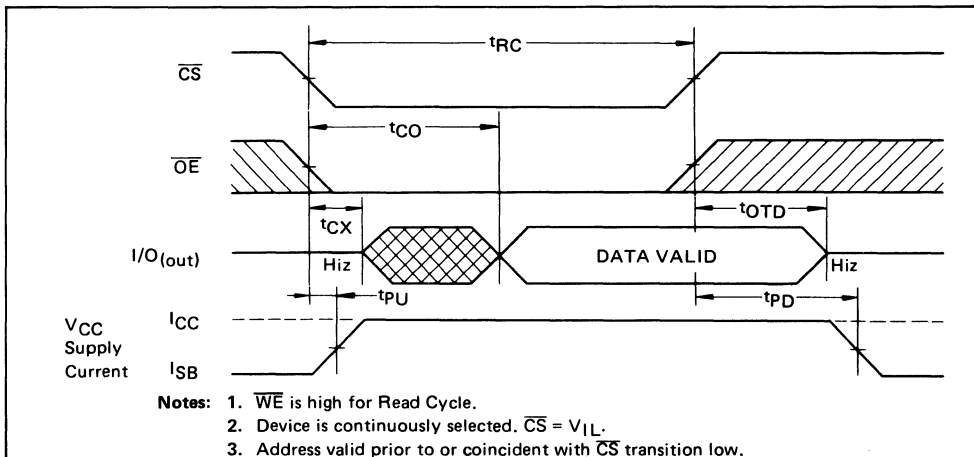 tRC
CS
tCO
OE
tCX
tOTD
I/O(out)
Hiz
DATA VALID
Hiz
tPU
tPD
VCC
Supply
Current
ICC
ISB
Notes: 1. WE is high for Read Cycle.
2. Device is continuously selected. CS = VIL.
3. Address valid prior to or coincident with CS transition low.